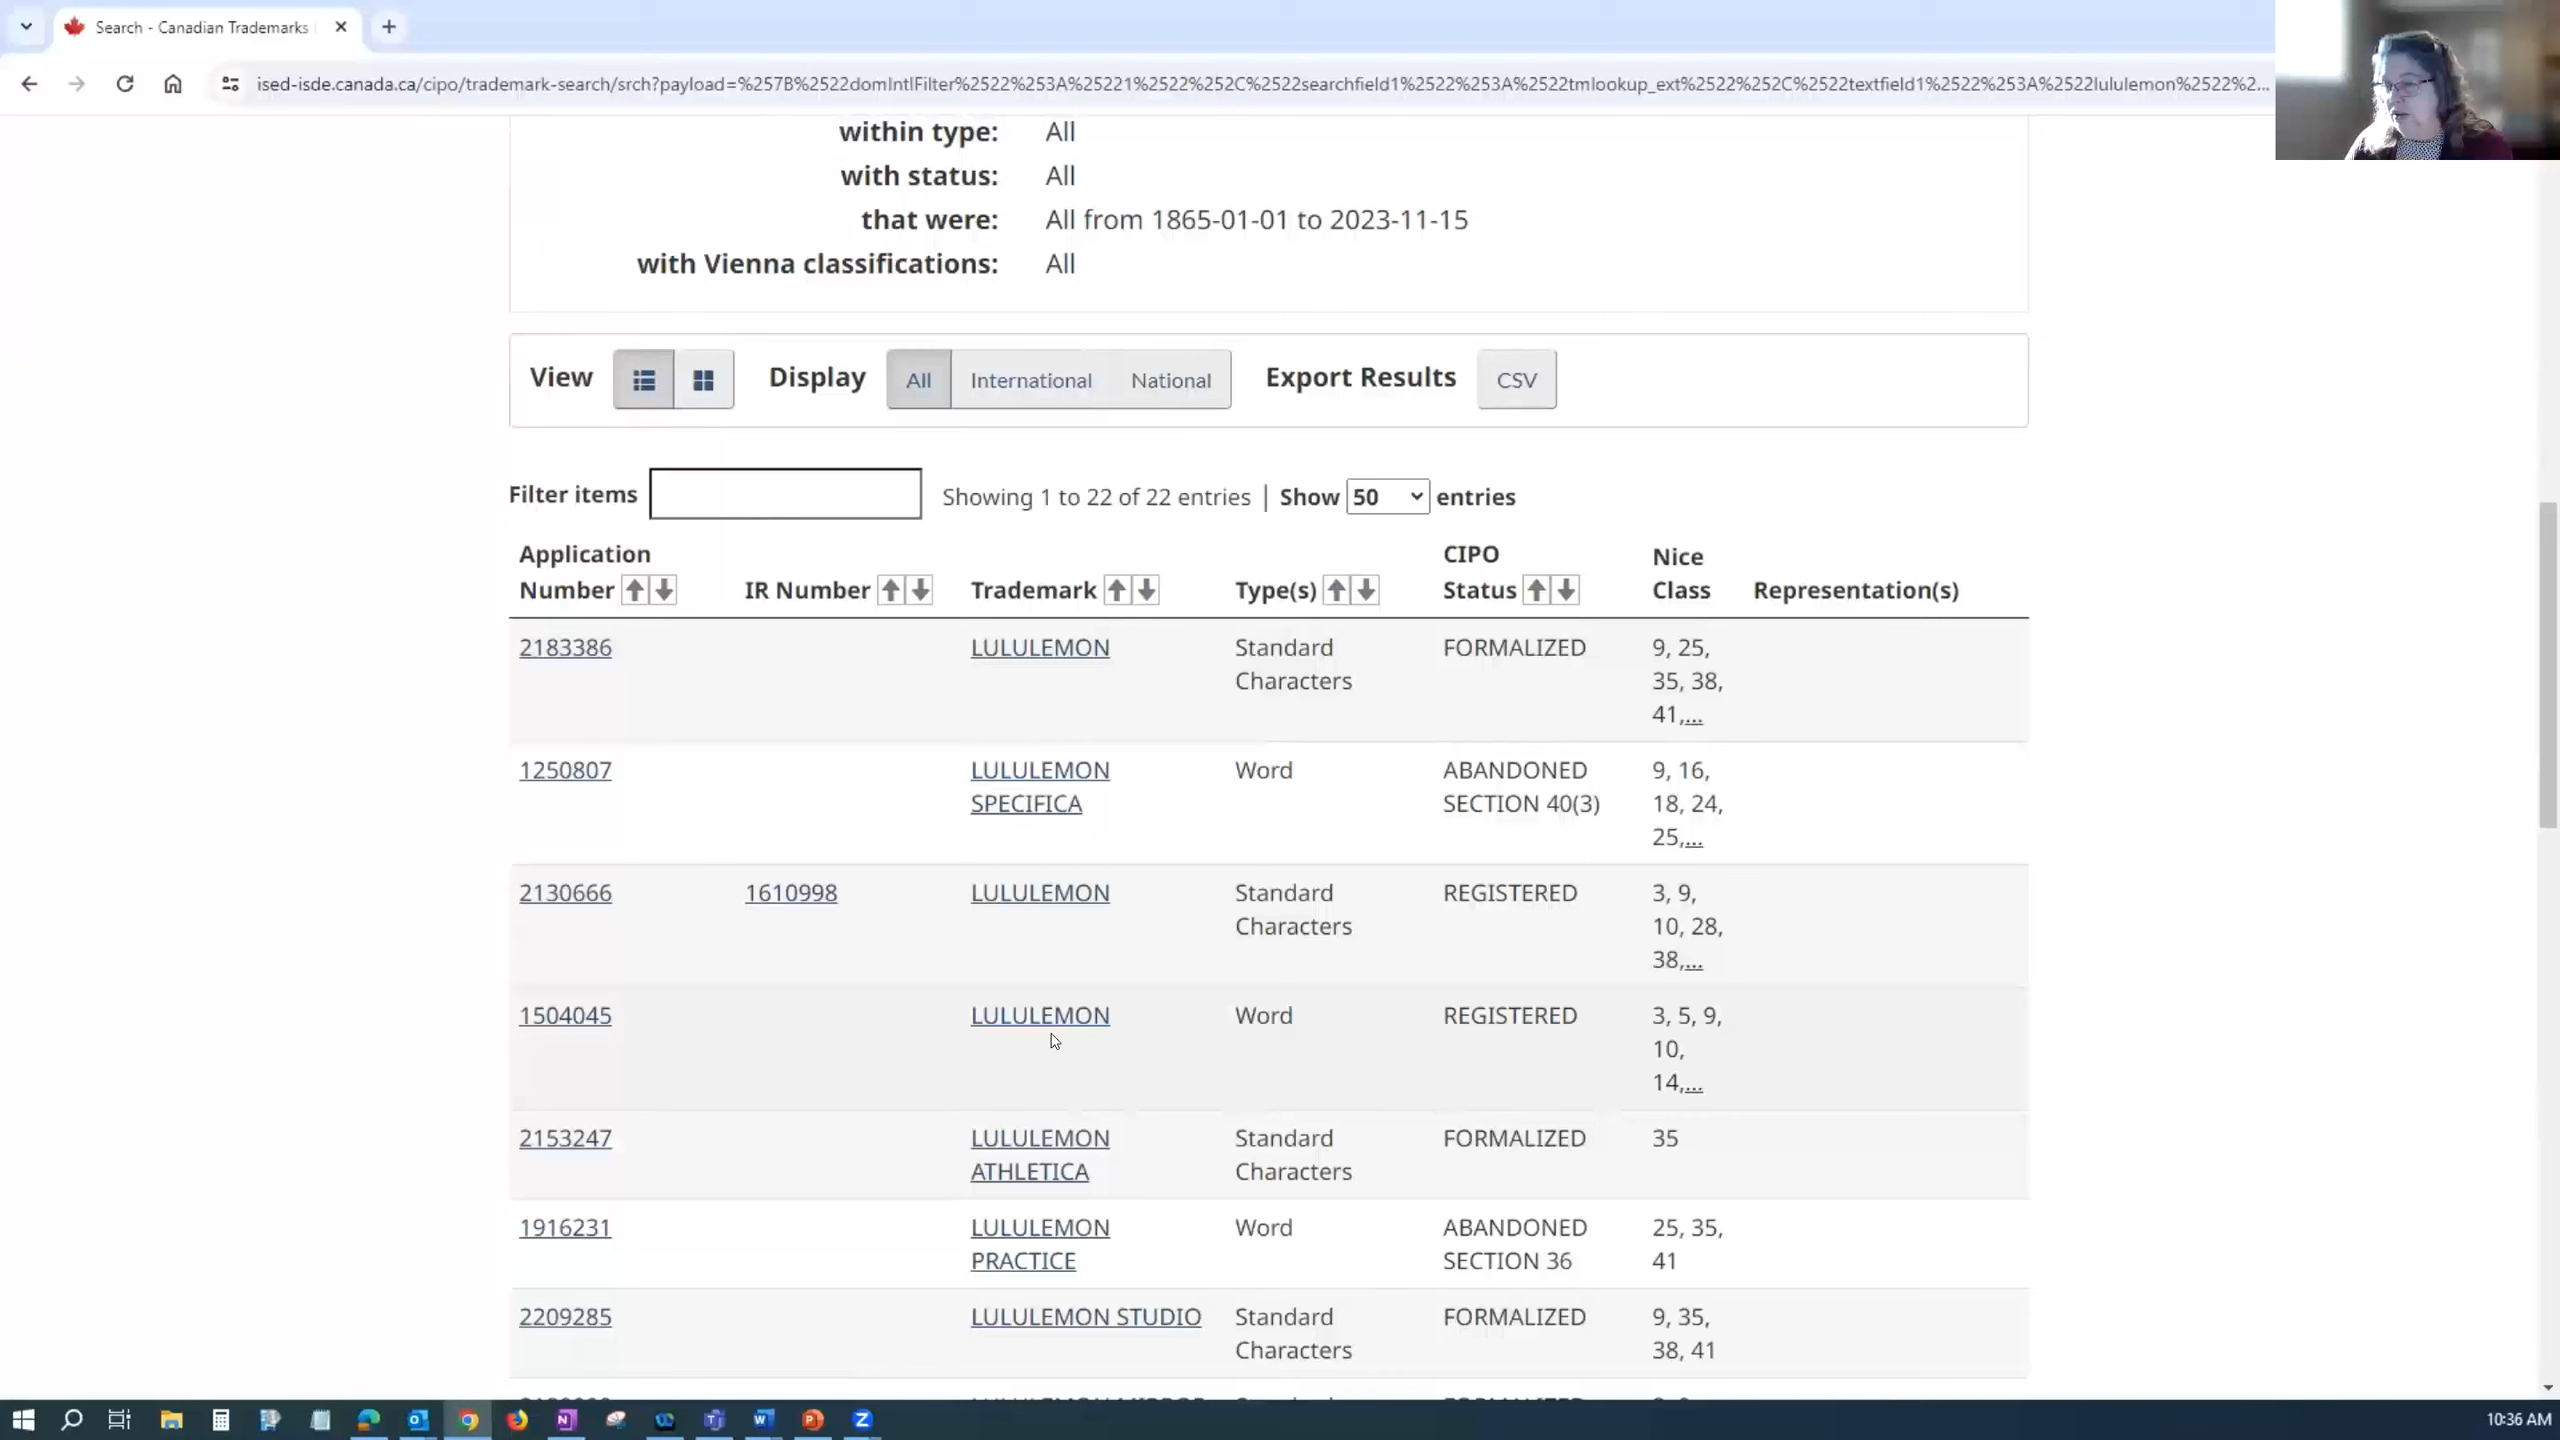 Search - Canadian Trademarks
ised-isde.canada.ca/cipo/trademark-search/srch?payload=%257B%2522domIntlFilter%2522%253A%25221%2522%252C%2522searchfield1%2522%253A%2522tmlookup_ext%2522%252C%2522textfield1%2522%253A%2522lululemon%2522%2...
within type: All
with status: All
that were: All from 1865-01-01 to 2023-11-15
with Vienna classifications: All
View Display All International National Export Results CSV
Filter items Showing 1 to 22 of 22 entries | Show 50 entries
Application CIPO Nice
Number IR Number Trademark Type(s) Status Class Representation(s)
2183386 LULULEMON Standard FORMALIZED 9, 25,
Characters 35, 38,
41,...
1250807 LULULEMON Word ABANDONED 9, 16,
SPECIFICA SECTION 40(3) 18, 24,
25,...
2130666 1610998 LULULEMON Standard REGISTERED 3, 9,
Characters 10, 28,
38,...
1504045 LULULEMON Word REGISTERED 3, 5, 9,
10,
14,...
2153247 LULULEMON Standard FORMALIZED 35
ATHLETICA Characters
1916231 LULULEMON Word ABANDONED 25, 35,
PRACTICE SECTION 36 41
2209285 LULULEMON STUDIO Standard FORMALIZED 9, 35,
Characters 38, 41
10:36 AM